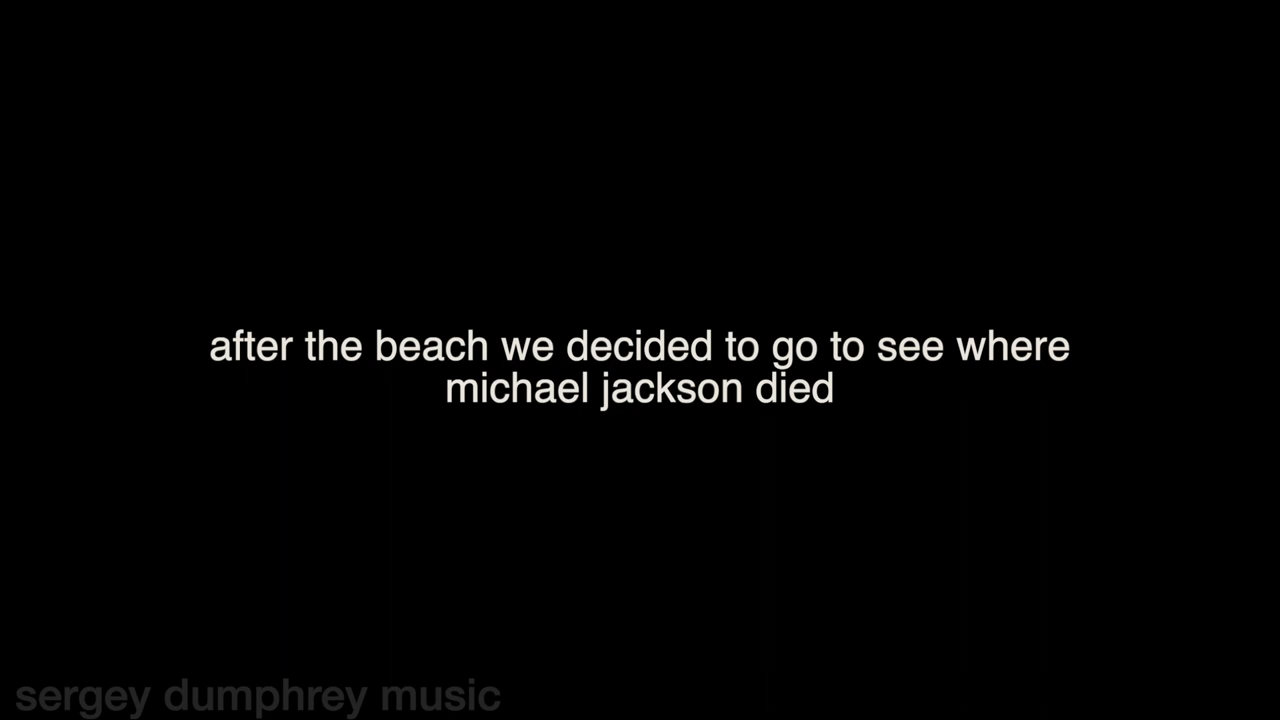 after the beach we decided to go to see where
michael jackson died
sergey dumphrey music